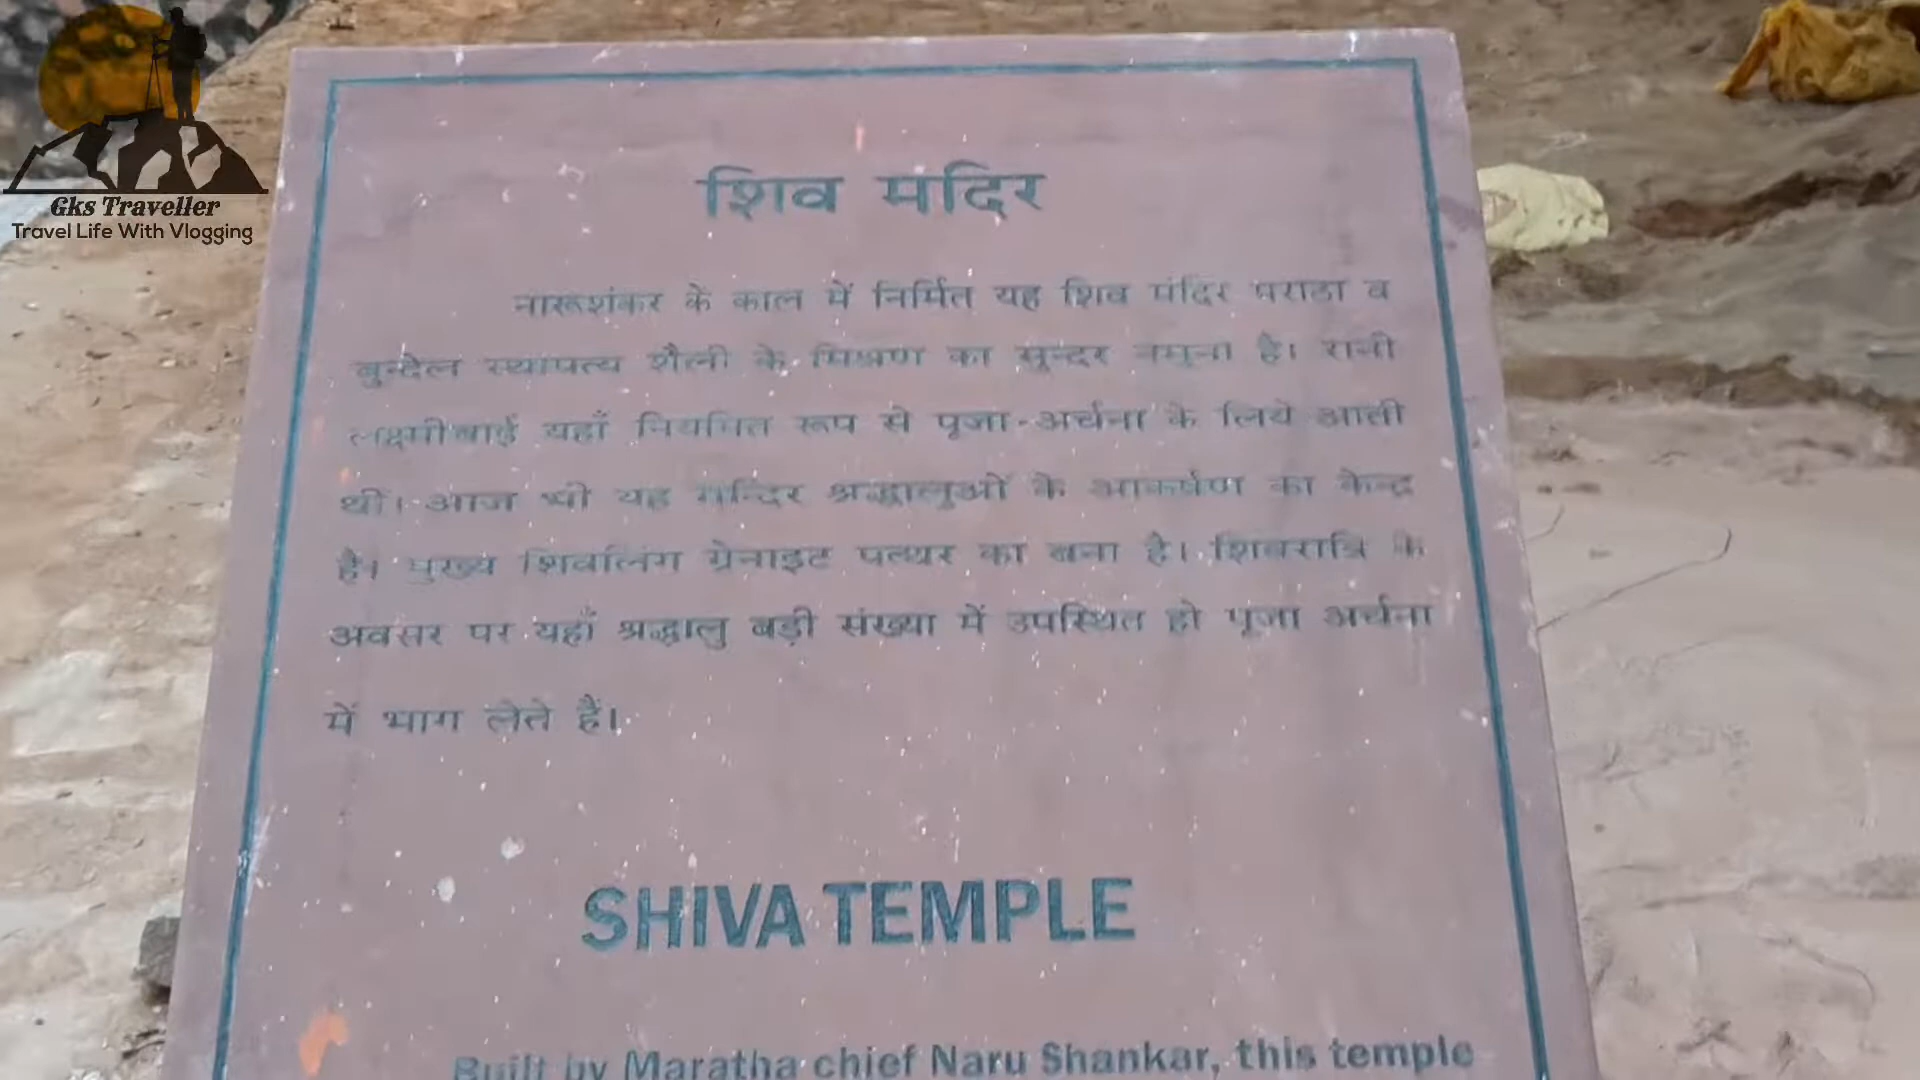 Gks Traveller
Travel Life With Vlogging
शिव मदिर
नारूशंकर के काल में निर्मित यह शिव मंदिर मराठा व
बुन्देल स्थापत्य शैली के मिश्रण का सुन्दर नमुना है। रानी
लक्ष्मीबाई यहाँ नियमित रूप से पूजा-अर्चना के लिये आती
थीं। आज भी यह मन्दिर श्रद्धालुओं के आकर्षण का केन्द्र
है। मुख्य शिवलिंग ग्रेनाइट पत्थर का बना है। शिवरात्रि के
अवसर पर यहाँ श्रद्धालु बड़ी संख्या में उपस्थित हो पूजा अर्चना
में भाग लेते हैं।
SHIVA TEMPLE
Built by Maratha chief Naru Shankar, this temple